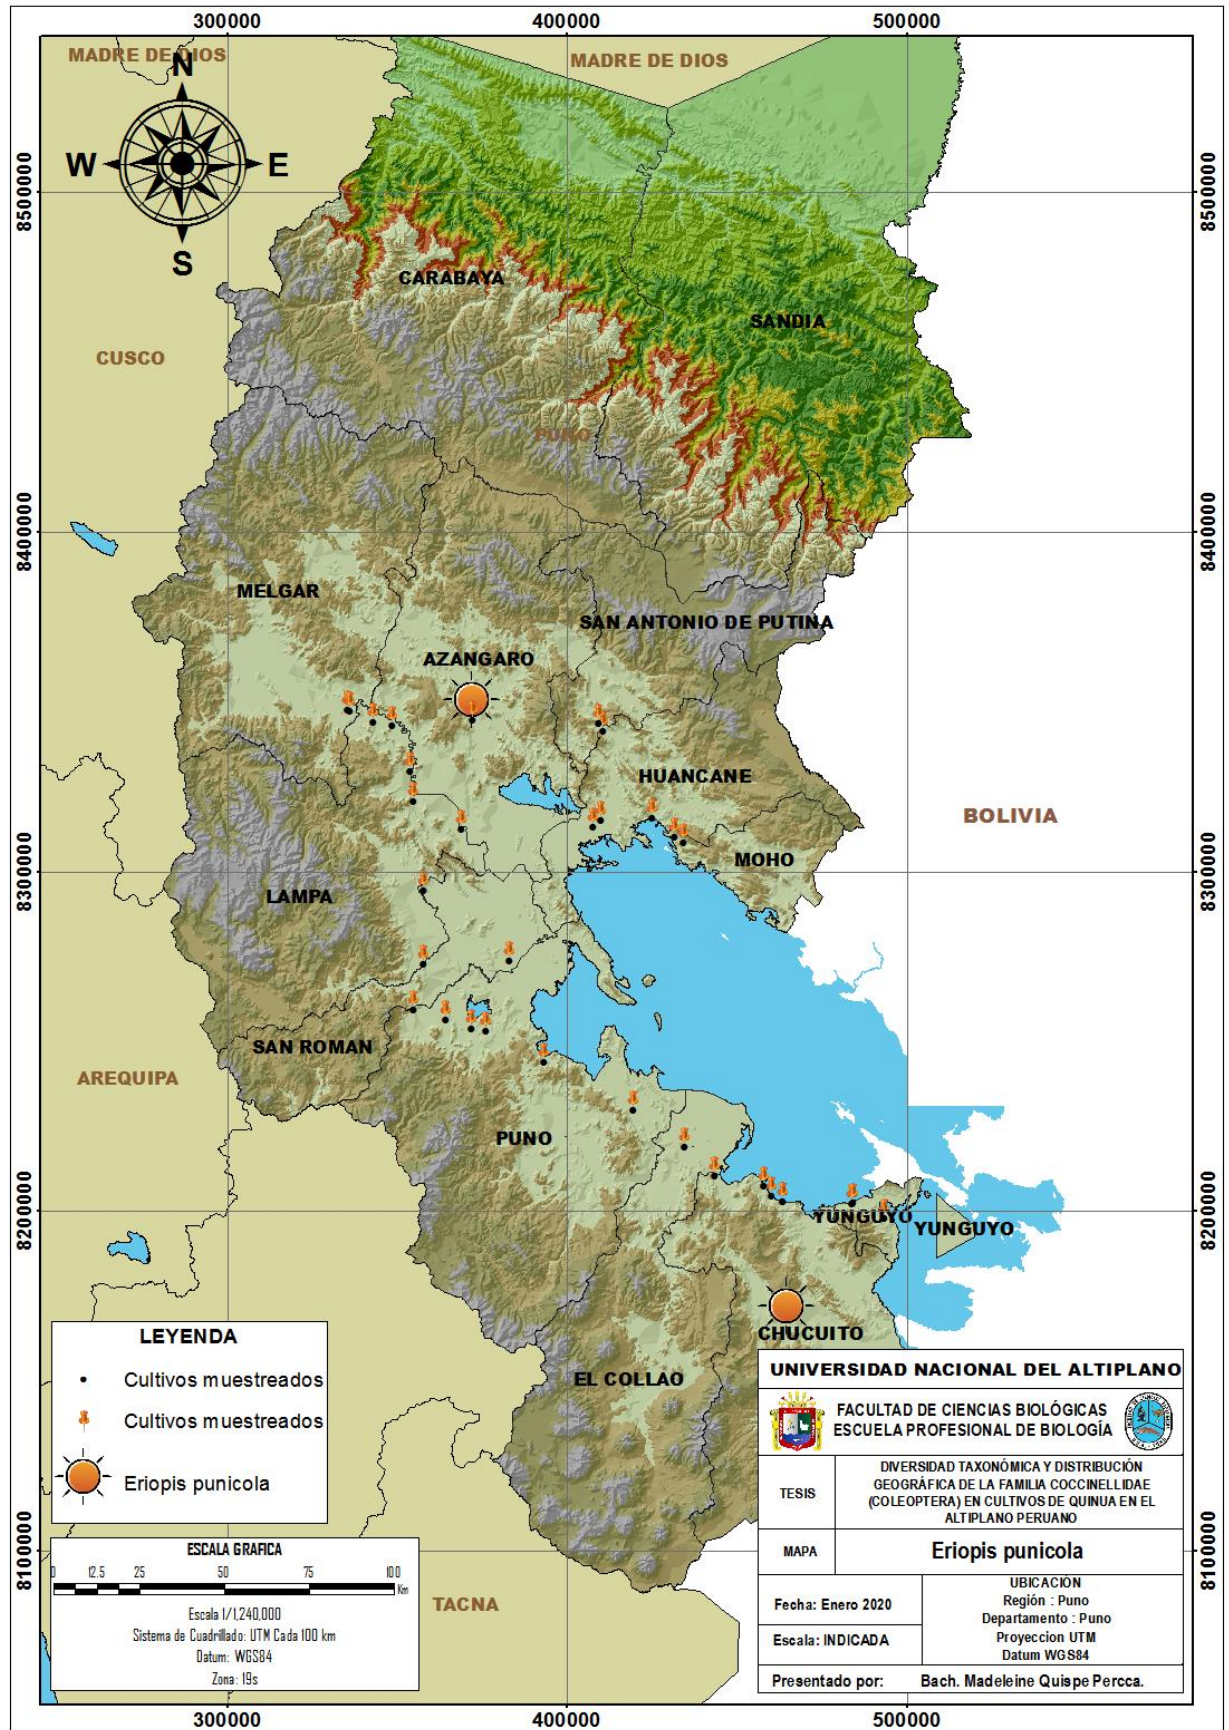 300000
400000
500000
MADRE DE DIOS
MADRE DE DIOS
N
W
E
S
8500000
8500000
CARABAYA
SANDIA
CUSCO
PUNO
8400000
8400000
MELGAR
SAN ANTONIO DE PUTINA
AZANGARO
HUANCANE
BOLIVIA
MOHO
8300000
8300000
LAMPA
SAN ROMAN
AREQUIPA
PUNO
8200000
8200000
YUNGUYO
YUNGUYO
CHUCUITO
EL COLLAO
LEYENDA
Cultivos muestreados
Cultivos muestreados
Eriopis punicola
8100000
8100000
ESCALA GRAFICA
0 12.5 25 50 75 100
Km
Escala 1/1,240,000
Sistema de Cuadrillado: UTM Cada 100 km
Datum: WGS84
Zona: 19s
TACNA
UNIVERSIDAD NACIONAL DEL ALTIPLANO
FACULTAD DE CIENCIAS BIOLÓGICAS
ESCUELA PROFESIONAL DE BIOLOGÍA
TESIS
DIVERSIDAD TAXONÓMICA Y DISTRIBUCIÓN
GEOGRÁFICA DE LA FAMILIA COCCINELLIDAE
(COLEOPTERA) EN CULTIVOS DE QUINUA EN EL
ALTIPLANO PERUANO
MAPA
Eriopis punicola
Fecha: Enero 2020
Escala: INDICADA
UBICACIÓN
Región : Puno
Departamento : Puno
Proyeccion UTM
Datum WGS84
Presentado por: Bach. Madeleine Quispe Percca.
300000
400000
500000